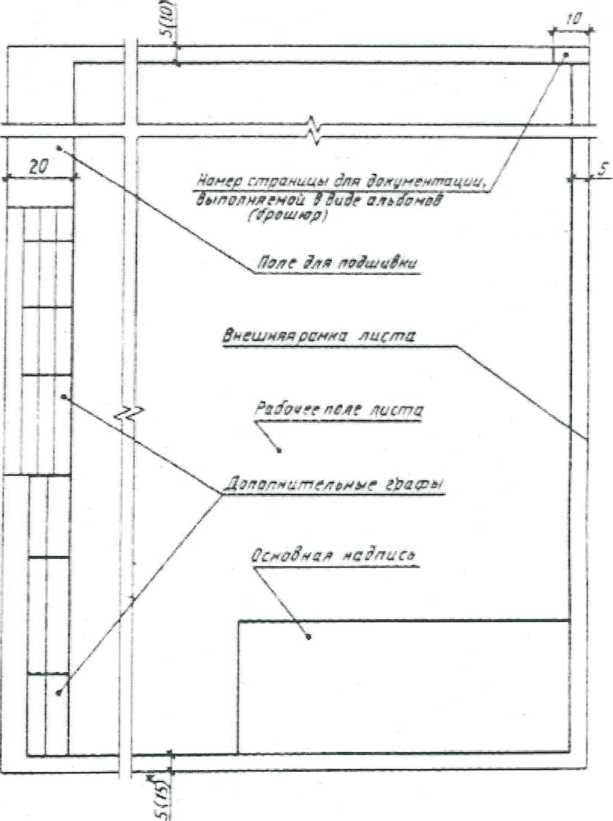 5(10)
10
20
5
Номер страницы для документации,
выполняемой в виде альбомов
(брошюр)
Поле для подшивки
Внешняя рамка листа
Рабочее поле листа
Дополнительные графы
Основная надпись
5(15)